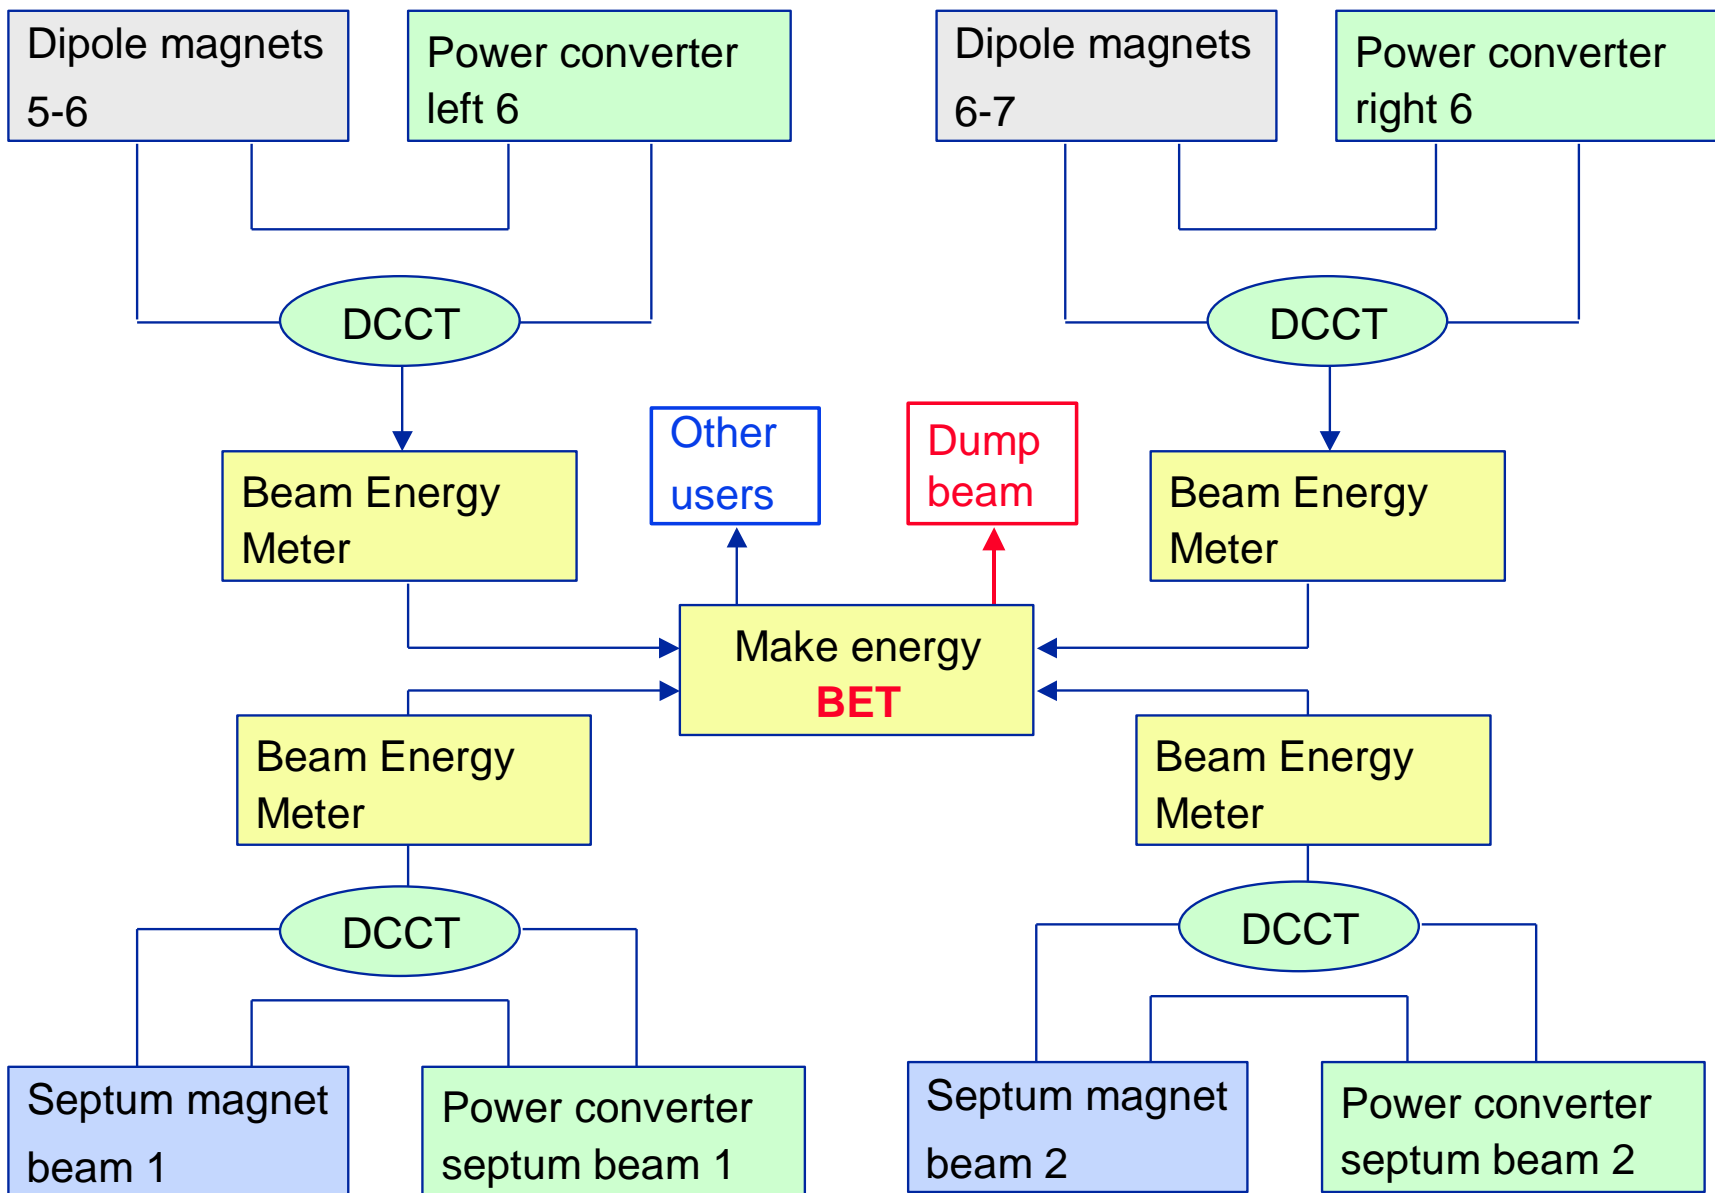 Dipole magnets
5-6
Power converter
left 6
Dipole magnets
6-7
Power converter
right 6
DCCT
DCCT
Other
users
Dump
beam
Beam Energy
Meter
Beam Energy
Meter
Make energy
BET
Beam Energy
Meter
Beam Energy
Meter
DCCT
DCCT
Septum magnet
beam 1
Power converter
septum beam 1
Septum magnet
beam 2
Power converter
septum beam 2